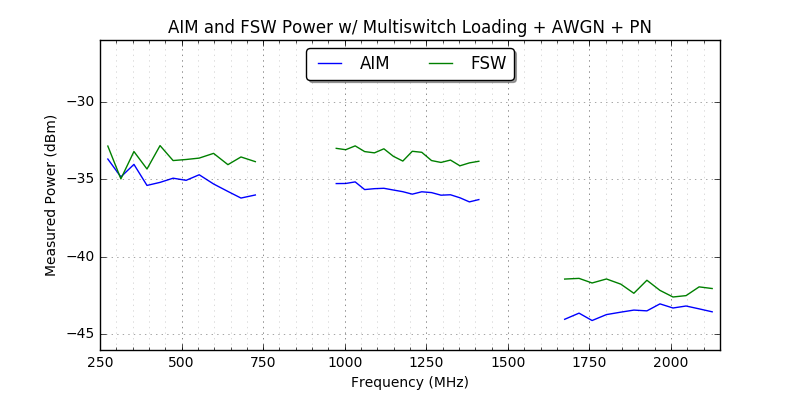 AIM and FSW Power w/ Multiswitch Loading + AWGN + PN
AIM
FSW
Measured Power (dBm)
−30
−35
−40
−45
250
500
750
1000
1250
1500
1750
2000
Frequency (MHz)